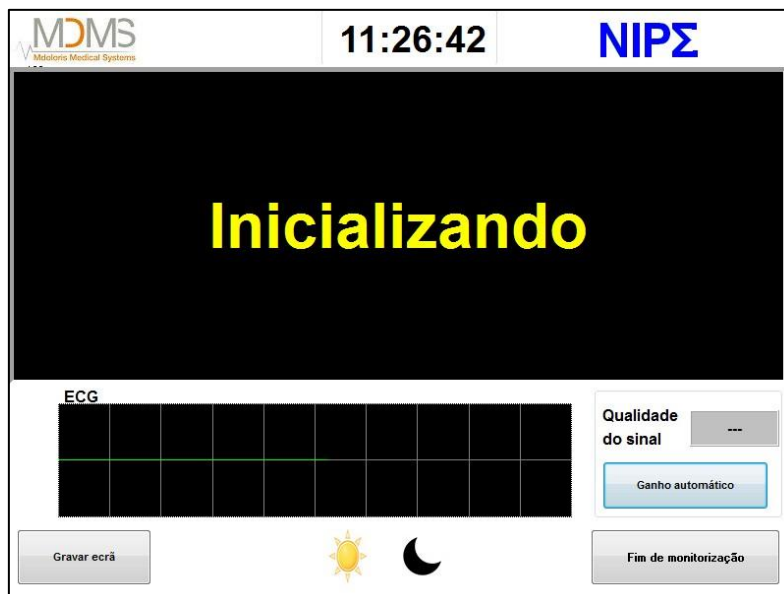 MDMS
Mdoloris Medical Systems
11:26:42
NIPΣ
Inicializando
ECG
Qualidade
do sinal
---
Ganho automático
Gravar ecrã
Fim de monitorização